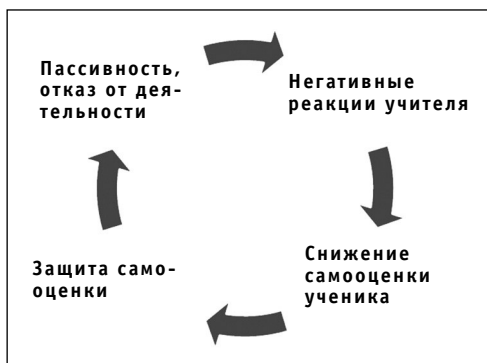 Пассивность,
отказ от дея-
тельности
Негативные
реакции учителя
Защита само-
оценки
Снижение
самооценки
ученика